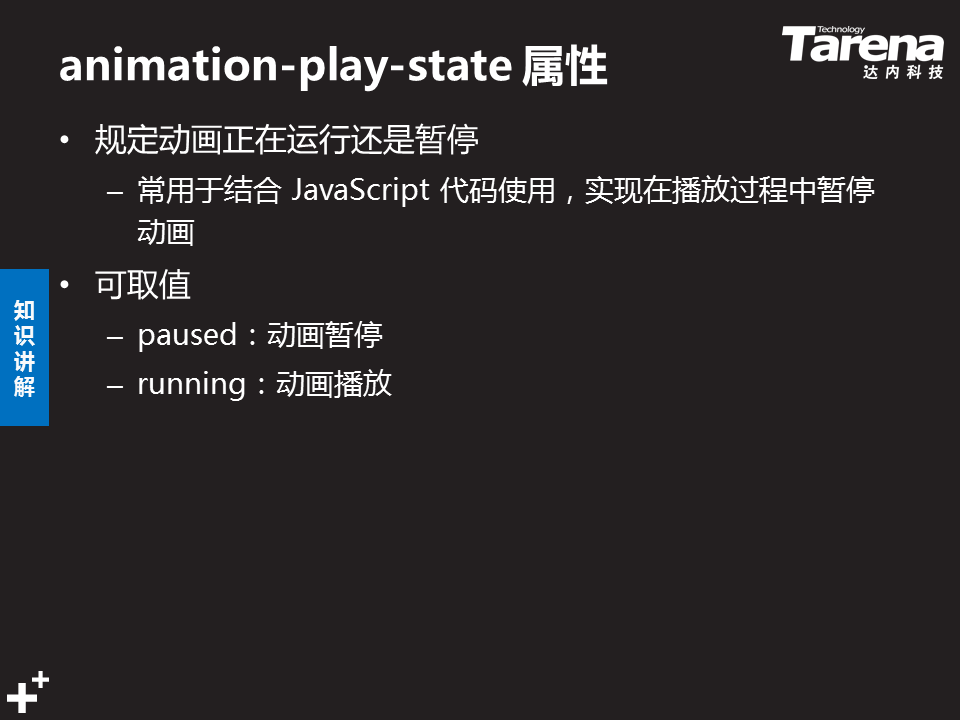 animation-play-state 属性
Technology
Tarena
达内科技
• 规定动画正在运行还是暂停
– 常用于结合 JavaScript 代码使用，实现在播放过程中暂停
动画
• 可取值
– paused：动画暂停
– running：动画播放
知
识
讲
解